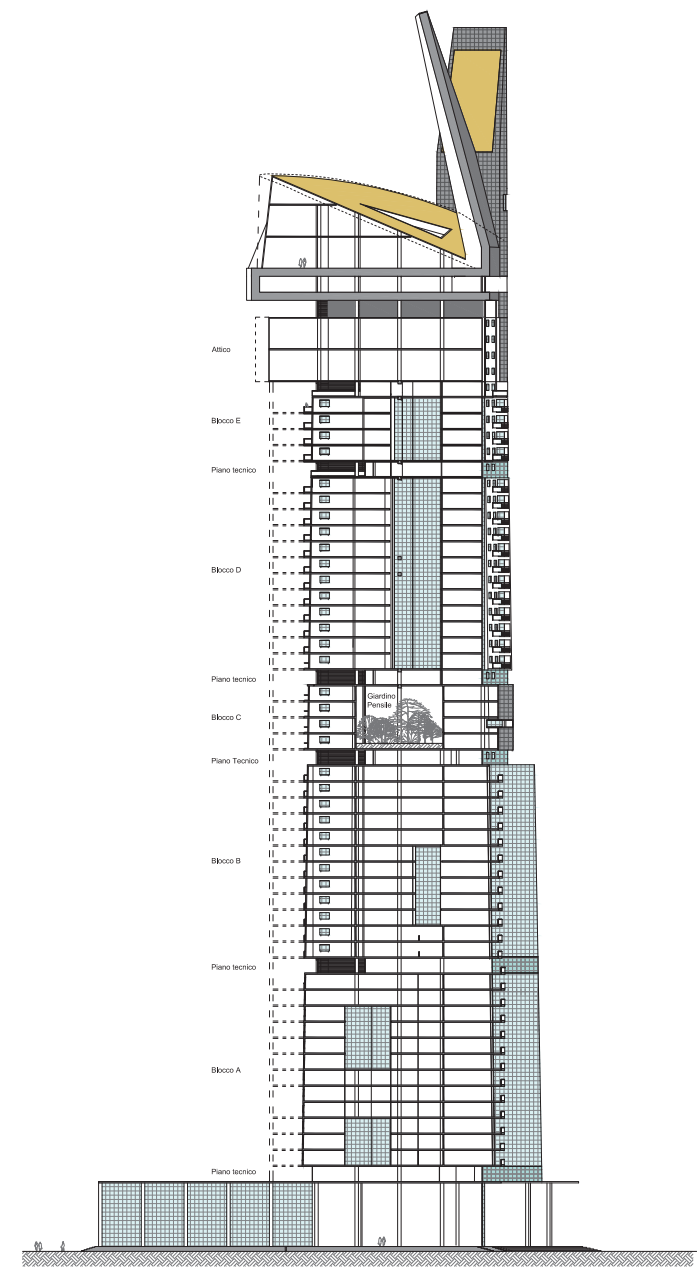 Attico
Blocco E
Piano tecnico
Blocco D
Piano tecnico
Giardino
Pensile
Blocco C
Piano Tecnico
Blocco B
Piano tecnico
Blocco A
Piano tecnico